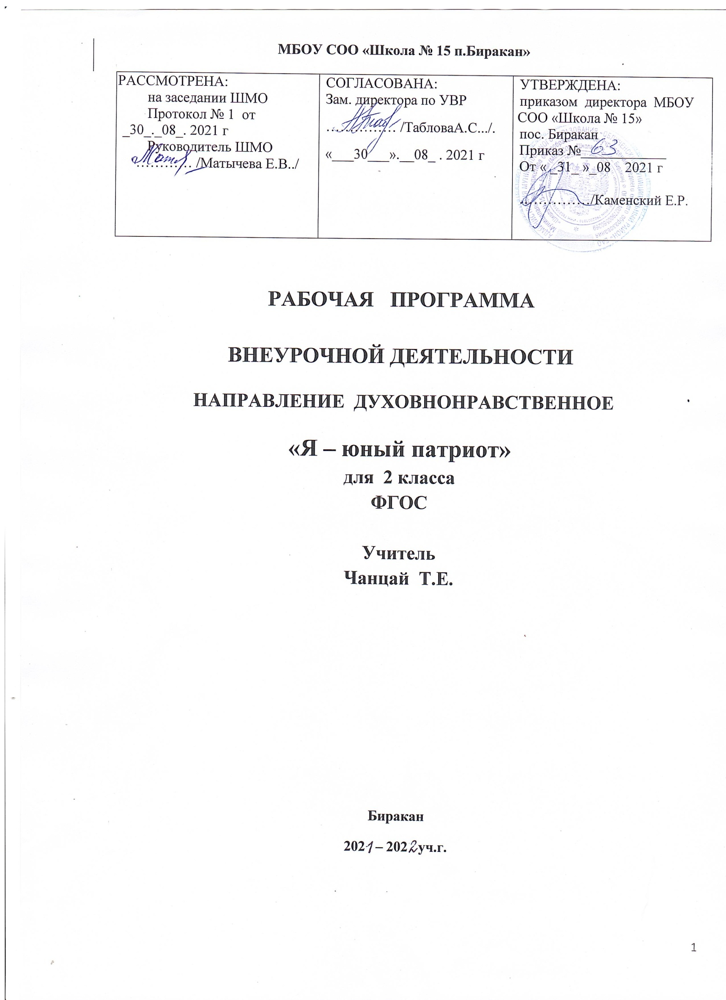 МБОУ СОО «Школа № 15 п.Биракан»
РАССМОТРЕНА:
на заседании ШМО
Протокол № 1 от
_30_._08_. 2021 г
Руководитель ШМО
…………. /Матычева Е.В../
СОГЛАСОВАНА:
Зам. директора по УВР
…………… /ТабловаА.С.../.
«___30___».__08_ . 2021 г
УТВЕРЖДЕНА:
приказом директора МБОУ
СОО «Школа № 15»
пос. Биракан
Приказ №_63_______
От « _31_ »_08 2021 г
……………/Каменский Е.Р.
РАБОЧАЯ ПРОГРАММА
ВНЕУРОЧНОЙ ДЕЯТЕЛЬНОСТИ
НАПРАВЛЕНИЕ ДУХОВНОНРАВСТВЕННОЕ
«Я – юный патриот»
для 2 класса
ФГОС
Учитель
Чанцай Т.Е.
Биракан
2021 – 2022 уч.г.
1